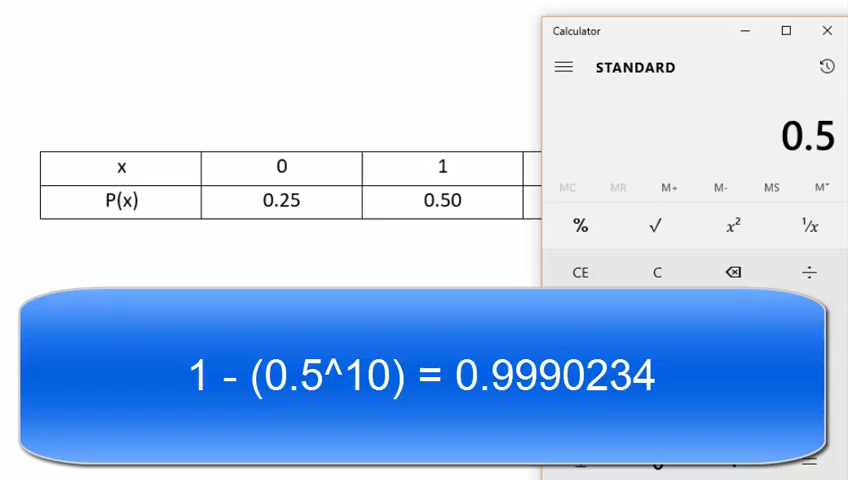 Calculator
STANDARD
0.5
x 0 1
P(x) 0.25 0.50
MC MR M+ M- MS M˅
% √ x² ¹/x
CE C ⌫ ÷
1 - (0.5^10) = 0.9990234